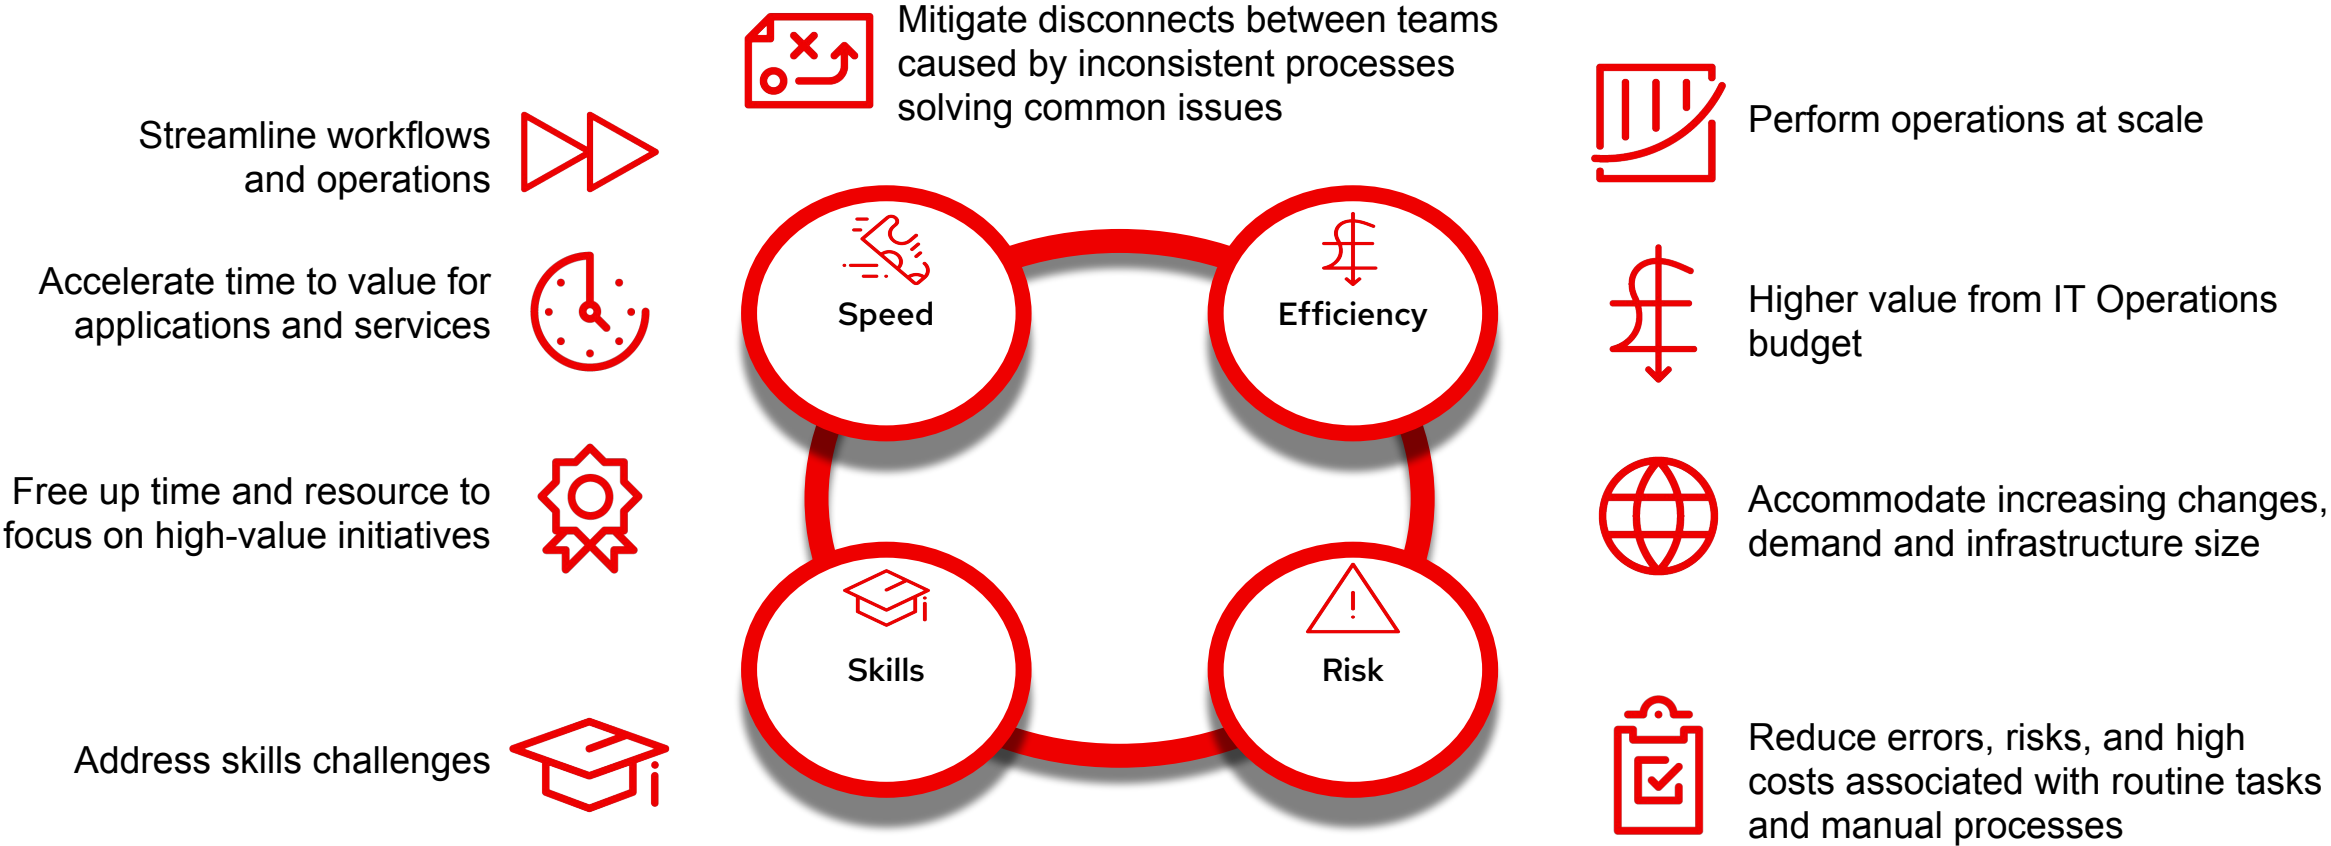 Mitigate disconnects between teams
caused by inconsistent processes
solving common issues
Streamline workflows
and operations
Accelerate time to value for
applications and services
Free up time and resource to
focus on high-value initiatives
Address skills challenges
Speed
Efficiency
Skills
Risk
Perform operations at scale
Higher value from IT Operations
budget
Accommodate increasing changes,
demand and infrastructure size
Reduce errors, risks, and high
costs associated with routine tasks
and manual processes